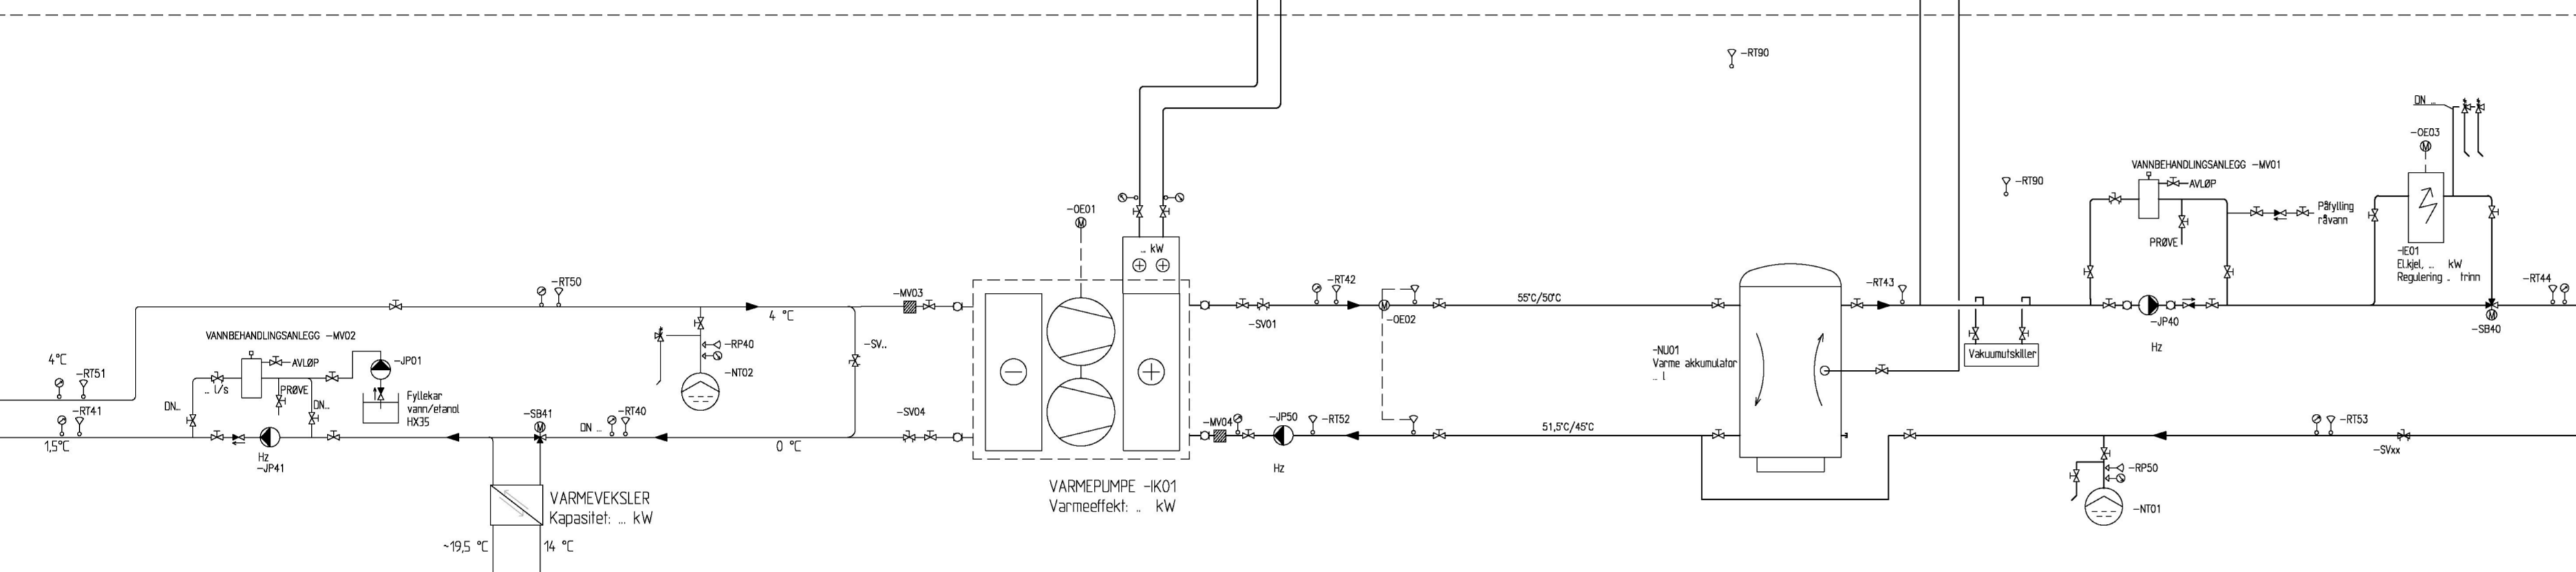 -RT90
DN ..
-OE03
M
VANNBEHANDLINGSANLEGG -MV01
-RT90
AVLØP
Påfylling
råvann
PRØVE
-IE01
El.kjel, .. kW
Regulering . trinn
-OE01
M
.. kW
-RT50
-MV03
-RT42
-RT43
-RT44
4 °C
-SV01
M
-OE02
55°C/50°C
-JP40
Hz
M
-SB40
Vakuumutskiller
VANNBEHANDLINGSANLEGG -MV02
-RP40
-SV..
-NU01
Varme akkumulator
.. l
4°C
-RT51
AVLØP
-JP01
-NT02
.. l/s
PRØVE
DN..
DN..
Fyllekar
vann/etanol
HX35
-RT41
-SB41
M
-RT40
DN ..
-SV04
-MV04
-JP50
-RT52
51,5°C/45°C
-RT53
1,5°C
Hz
-JP41
0 °C
Hz
-SVxx
-RP50
VARMEVEKSLER
Kapasitet: ... kW
VARMEPUMPE -IK01
Varmeeffekt: .. kW
-NT01
~19,5 °C
14 °C